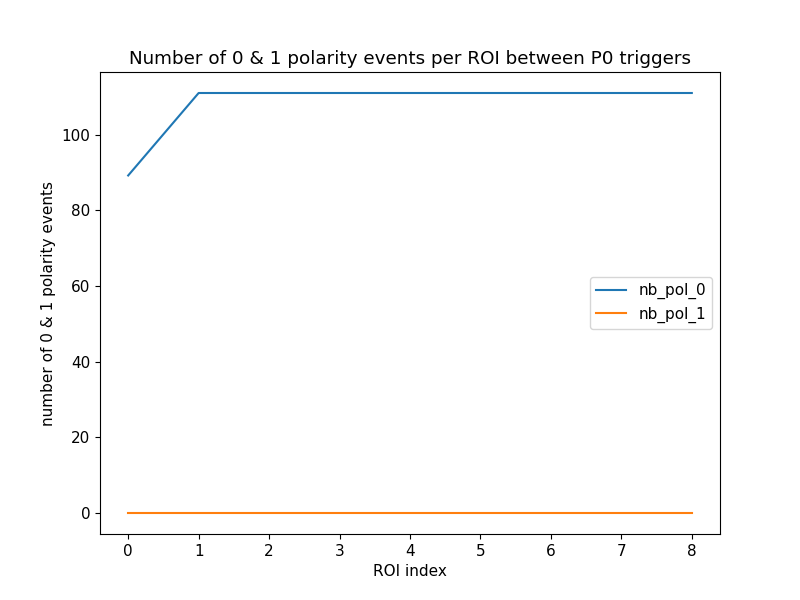 Number of 0 & 1 polarity events per ROI between P0 triggers
number of 0 & 1 polarity events
100
80
60
40
20
0
nb_pol_0
nb_pol_1
0 1 2 3 4 5 6 7 8
ROI index